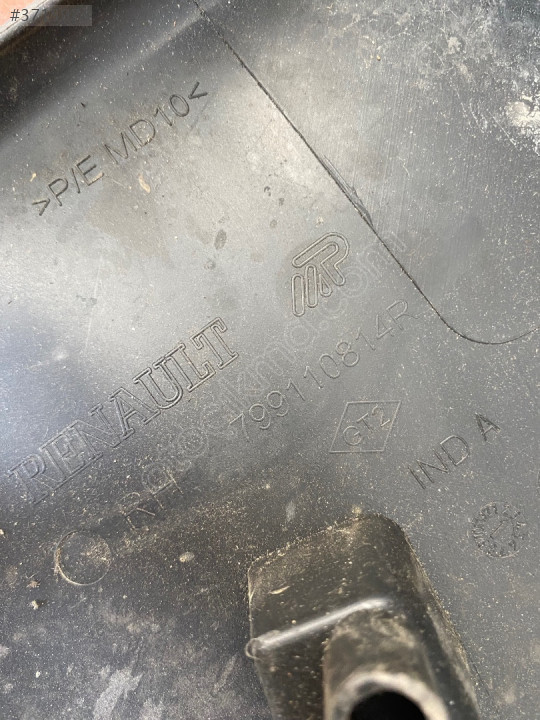 #37
>P/E MD10<
RENAULT
799110814R
GT2
IND A
RH